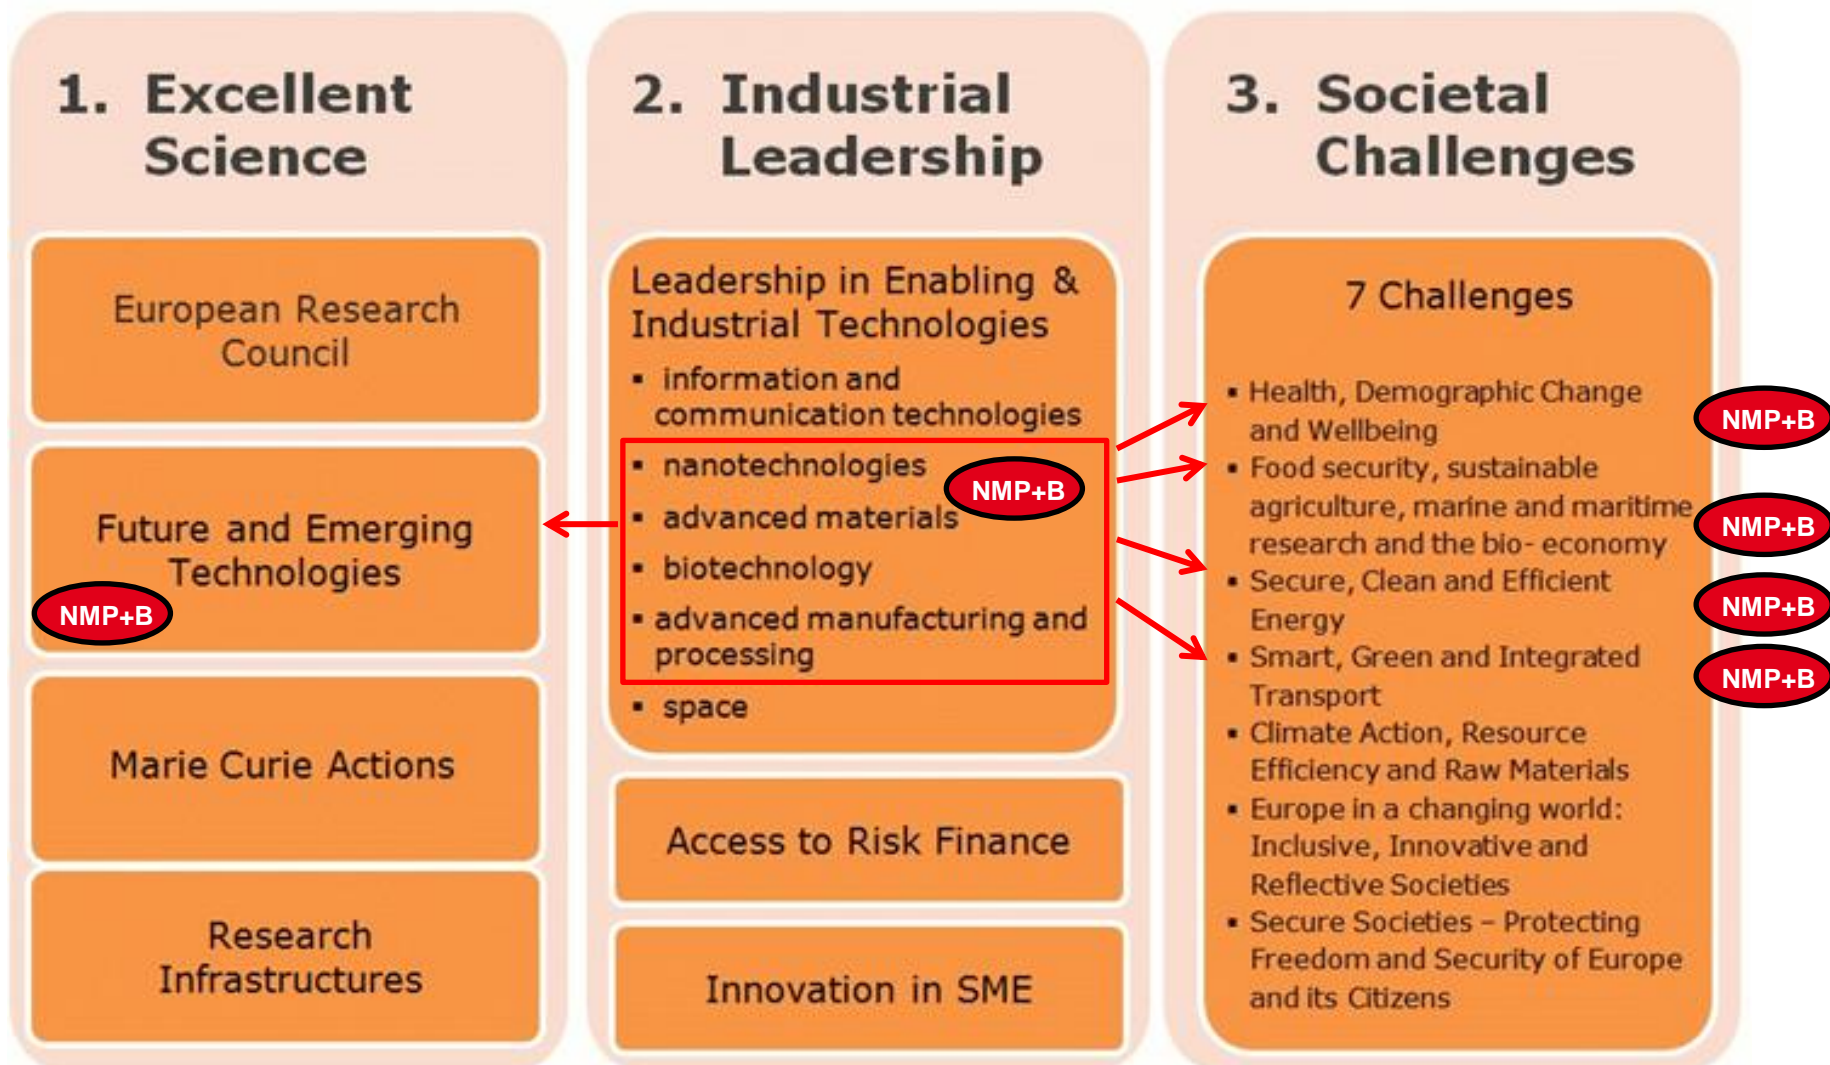 1. Excellent
Science
European Research
Council
Future and Emerging
Technologies
NMP+B
Marie Curie Actions
Research
Infrastructures
2. Industrial
Leadership
Leadership in Enabling &
Industrial Technologies
▪ information and
communication technologies
▪ nanotechnologies
NMP+B
▪ advanced materials
▪ biotechnology
▪ advanced manufacturing and
processing
▪ space
Access to Risk Finance
Innovation in SME
3. Societal
Challenges
7 Challenges
▪ Health, Demographic Change
and Wellbeing
NMP+B
▪ Food security, sustainable
agriculture, marine and maritime
research and the bio- economy
NMP+B
▪ Secure, Clean and Efficient
Energy
NMP+B
▪ Smart, Green and Integrated
Transport
NMP+B
▪ Climate Action, Resource
Efficiency and Raw Materials
▪ Europe in a changing world:
Inclusive, Innovative and
Reflective Societies
▪ Secure Societies – Protecting
Freedom and Security of Europe
and its Citizens